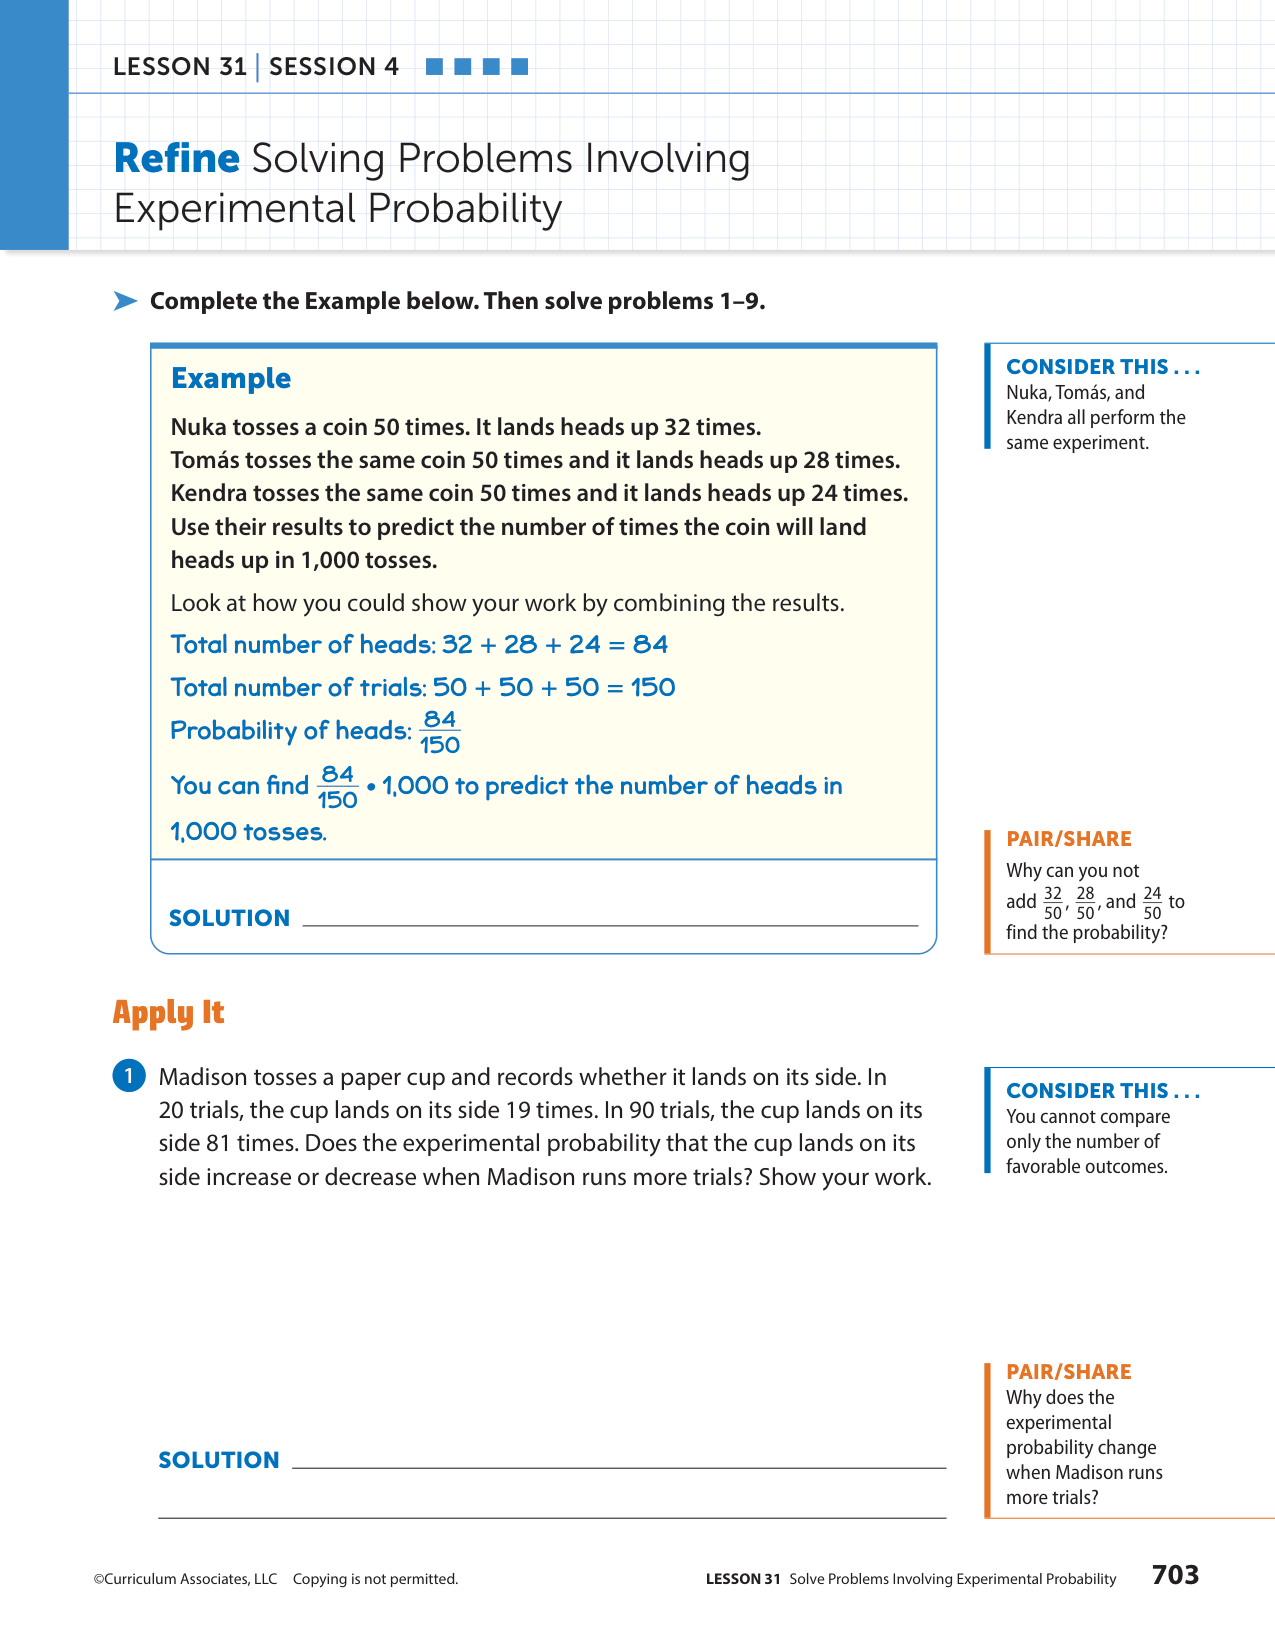 LESSON 31 | SESSION 4
Refine Solving Problems Involving
Experimental Probability
Complete the Example below. Then solve problems 1–9.
Example
Nuka tosses a coin 50 times. It lands heads up 32 times.
Tomás tosses the same coin 50 times and it lands heads up 28 times.
Kendra tosses the same coin 50 times and it lands heads up 24 times.
Use their results to predict the number of times the coin will land
heads up in 1,000 tosses.
Look at how you could show your work by combining the results.
Total number of heads: 32 + 28 + 24 = 84
Total number of trials: 50 + 50 + 50 = 150
Probability of heads: 84/150
You can find 84/150 • 1,000 to predict the number of heads in
1,000 tosses.
SOLUTION
CONSIDER THIS . . .
Nuka, Tomás, and
Kendra all perform the
same experiment.
PAIR/SHARE
Why can you not
add 32/50, 28/50, and 24/50 to
find the probability?
Apply It
1 Madison tosses a paper cup and records whether it lands on its side. In
20 trials, the cup lands on its side 19 times. In 90 trials, the cup lands on its
side 81 times. Does the experimental probability that the cup lands on its
side increase or decrease when Madison runs more trials? Show your work.
SOLUTION
CONSIDER THIS . . .
You cannot compare
only the number of
favorable outcomes.
PAIR/SHARE
Why does the
experimental
probability change
when Madison runs
more trials?
©Curriculum Associates, LLC Copying is not permitted.
LESSON 31 Solve Problems Involving Experimental Probability 703